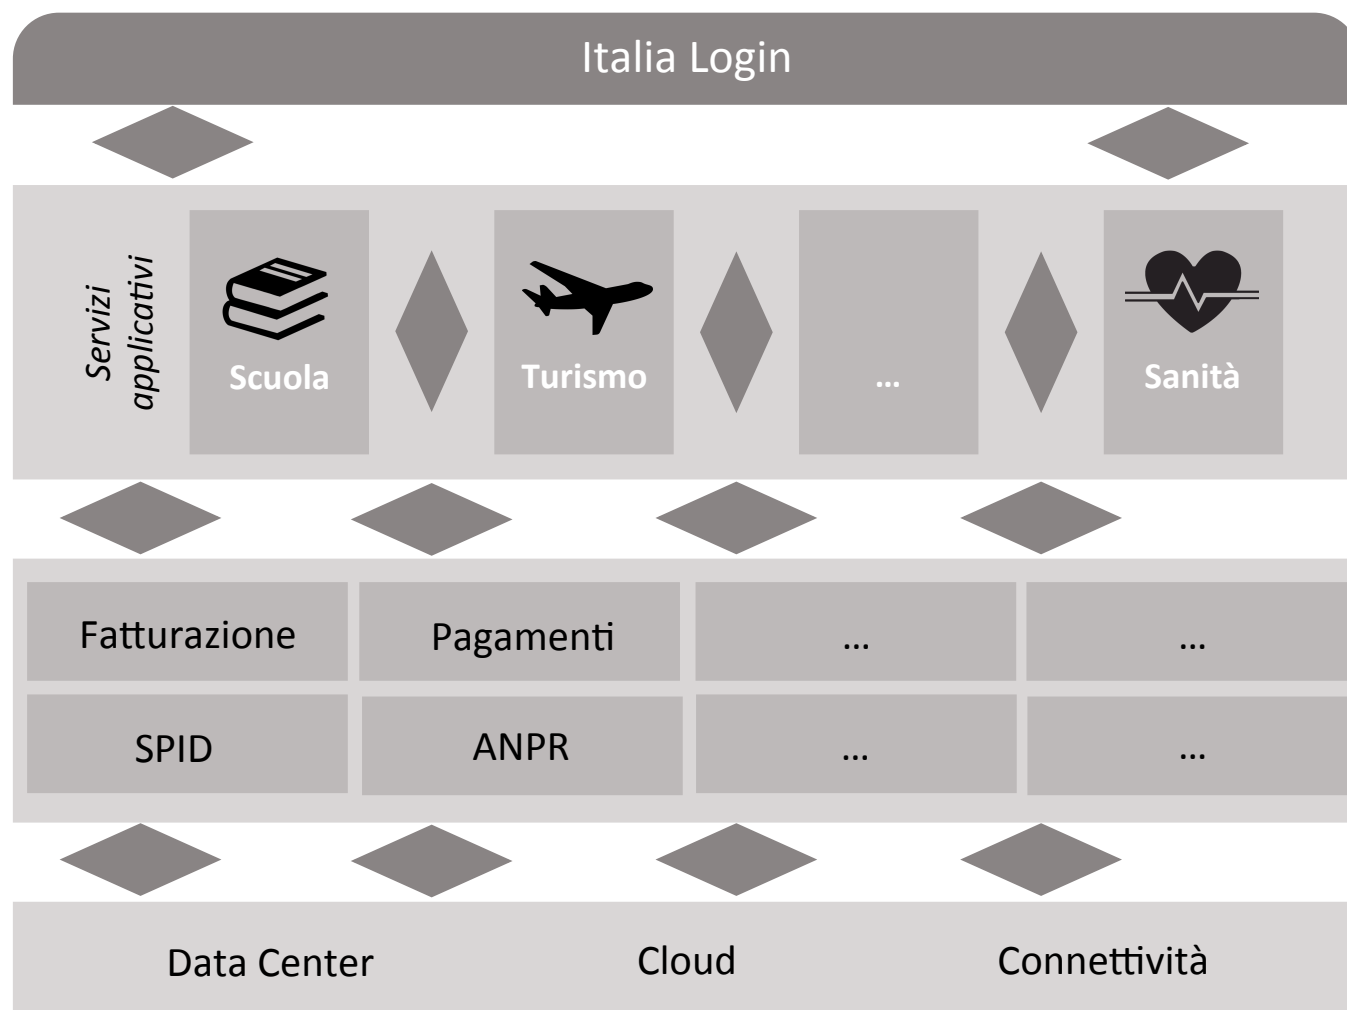 Italia Login
Servizi
applicativi
Scuola
Turismo
...
Sanità
Fatturazione
Pagamenti
...
...
SPID
ANPR
...
...
Data Center
Cloud
Connettività